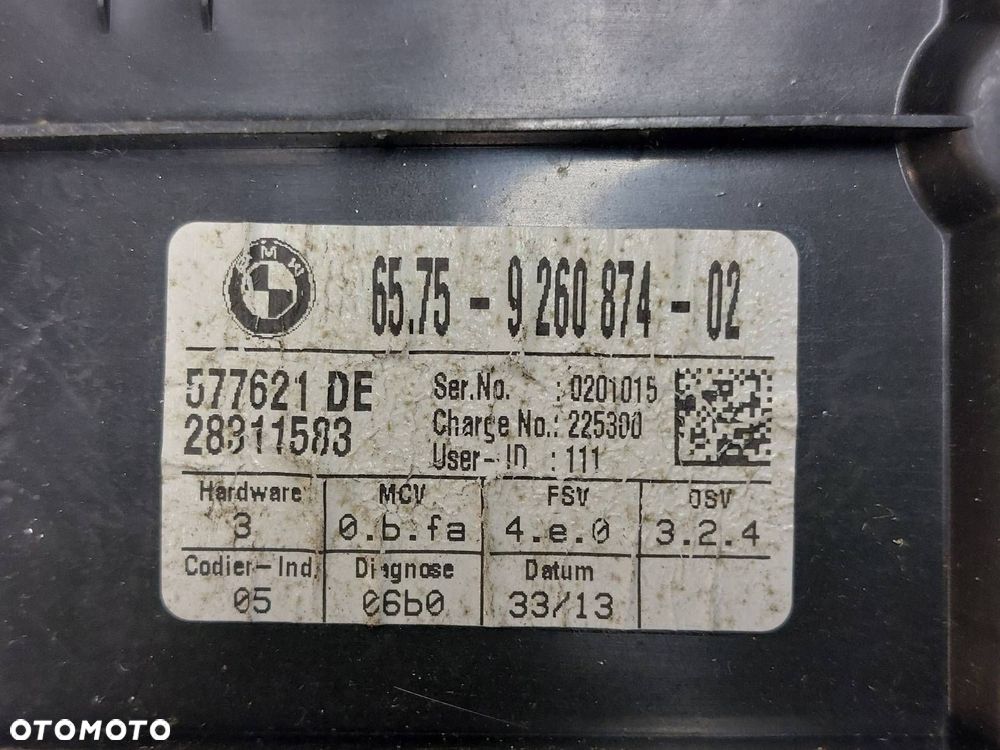 BMW
65.75 - 9 260 874 - 02
577621 DE
28311583
Ser.No. : 0201015
Charge No.: 225300
User-ID : 111
Hardware MCV FSV OSV
3 0.b.fa 4.e.0 3.2.4
Codier-Ind. Diagnose Datum
05 06b0 33/13
OTOMOTO